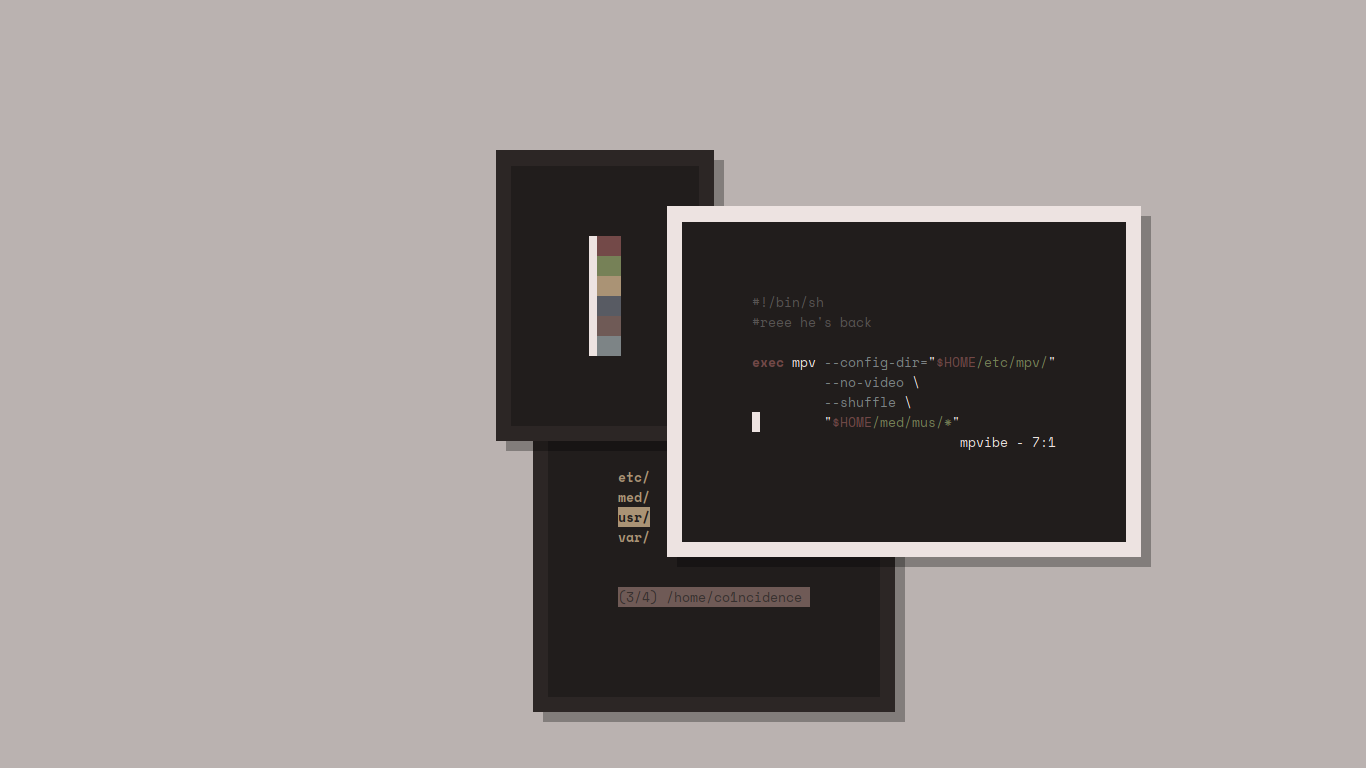 #!/bin/sh
#reee he's back
exec mpv --config-dir="$HOME/etc/mpv/"
--no-video \
--shuffle \
"$HOME/med/mus/*"
mpvibe - 7:1
etc/
med/
usr/
var/
(3/4) /home/co1ncidence